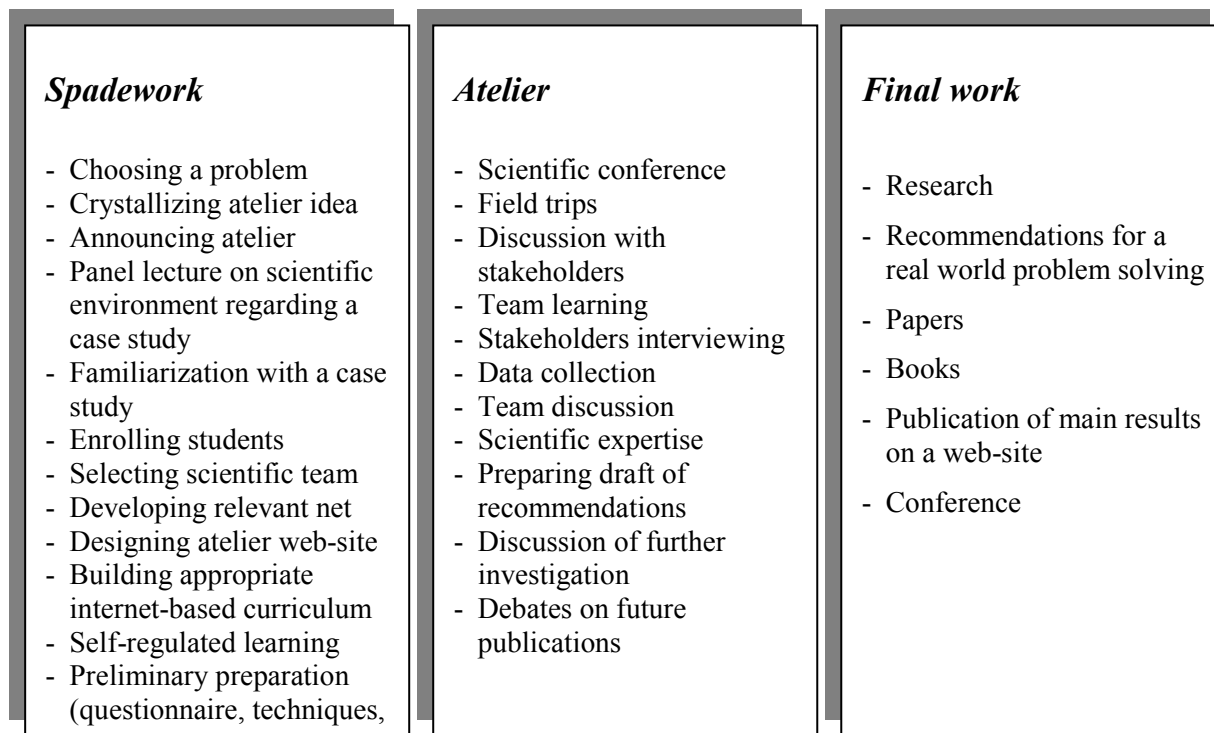 Spadework
- Choosing a problem
- Crystallizing atelier idea
- Announcing atelier
- Panel lecture on scientific
environment regarding a
case study
- Familiarization with a case
study
- Enrolling students
- Selecting scientific team
- Developing relevant net
- Designing atelier web-site
- Building appropriate
internet-based curriculum
- Self-regulated learning
- Preliminary preparation
(questionnaire, techniques,
Atelier
- Scientific conference
- Field trips
- Discussion with
stakeholders
- Team learning
- Stakeholders interviewing
- Data collection
- Team discussion
- Scientific expertise
- Preparing draft of
recommendations
- Discussion of further
investigation
- Debates on future
publications
Final work
- Research
- Recommendations for a
real world problem solving
- Papers
- Books
- Publication of main results
on a web-site
- Conference